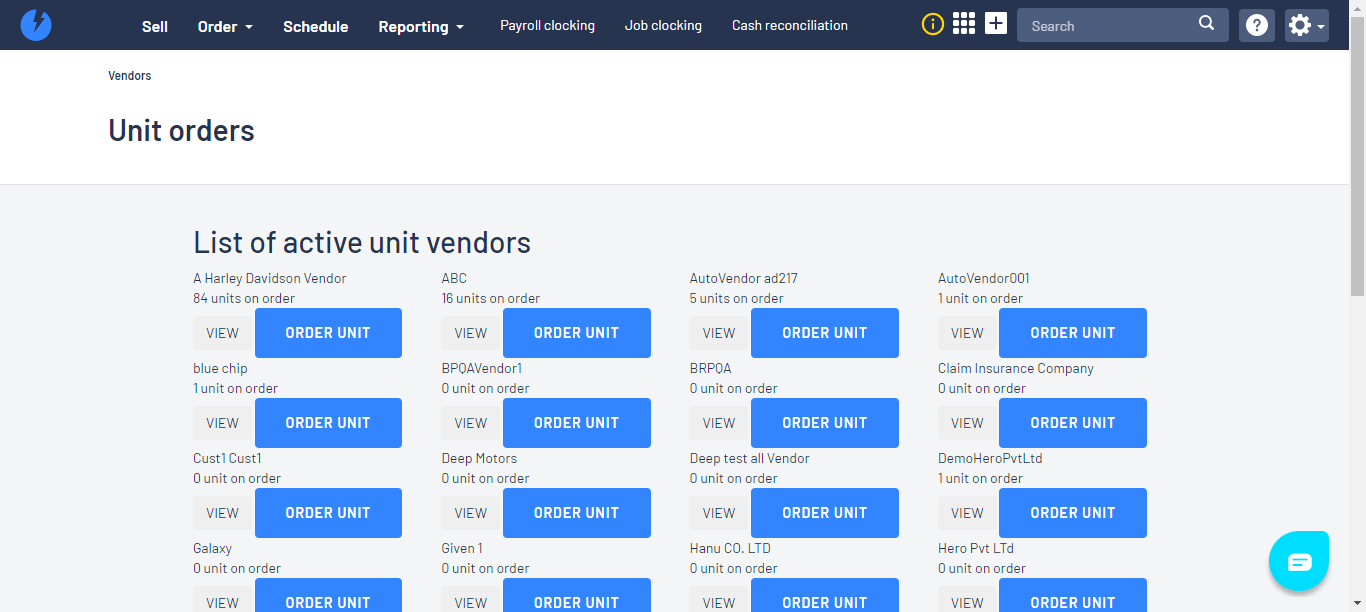 Sell Order Schedule Reporting Payroll clocking Job clocking Cash reconciliation Search
Vendors
Unit orders
List of active unit vendors
A Harley Davidson Vendor ABC AutoVendor ad217 AutoVendor001
84 units on order 16 units on order 5 units on order 1 unit on order
VIEW ORDER UNIT VIEW ORDER UNIT VIEW ORDER UNIT VIEW ORDER UNIT
blue chip BPQAVendor1 BRPQA Claim Insurance Company
1 unit on order 0 unit on order 0 unit on order 0 unit on order
VIEW ORDER UNIT VIEW ORDER UNIT VIEW ORDER UNIT VIEW ORDER UNIT
Cust1 Cust1 Deep Motors Deep test all Vendor DemoHeroPvtLtd
0 unit on order 0 unit on order 0 unit on order 1 unit on order
VIEW ORDER UNIT VIEW ORDER UNIT VIEW ORDER UNIT VIEW ORDER UNIT
Galaxy Given 1 Hanu CO. LTD Hero Pvt LTd
0 unit on order 0 unit on order 0 unit on order 0 unit on order
VIEW ORDER UNIT VIEW ORDER UNIT VIEW ORDER UNIT VIEW ORDER UNIT